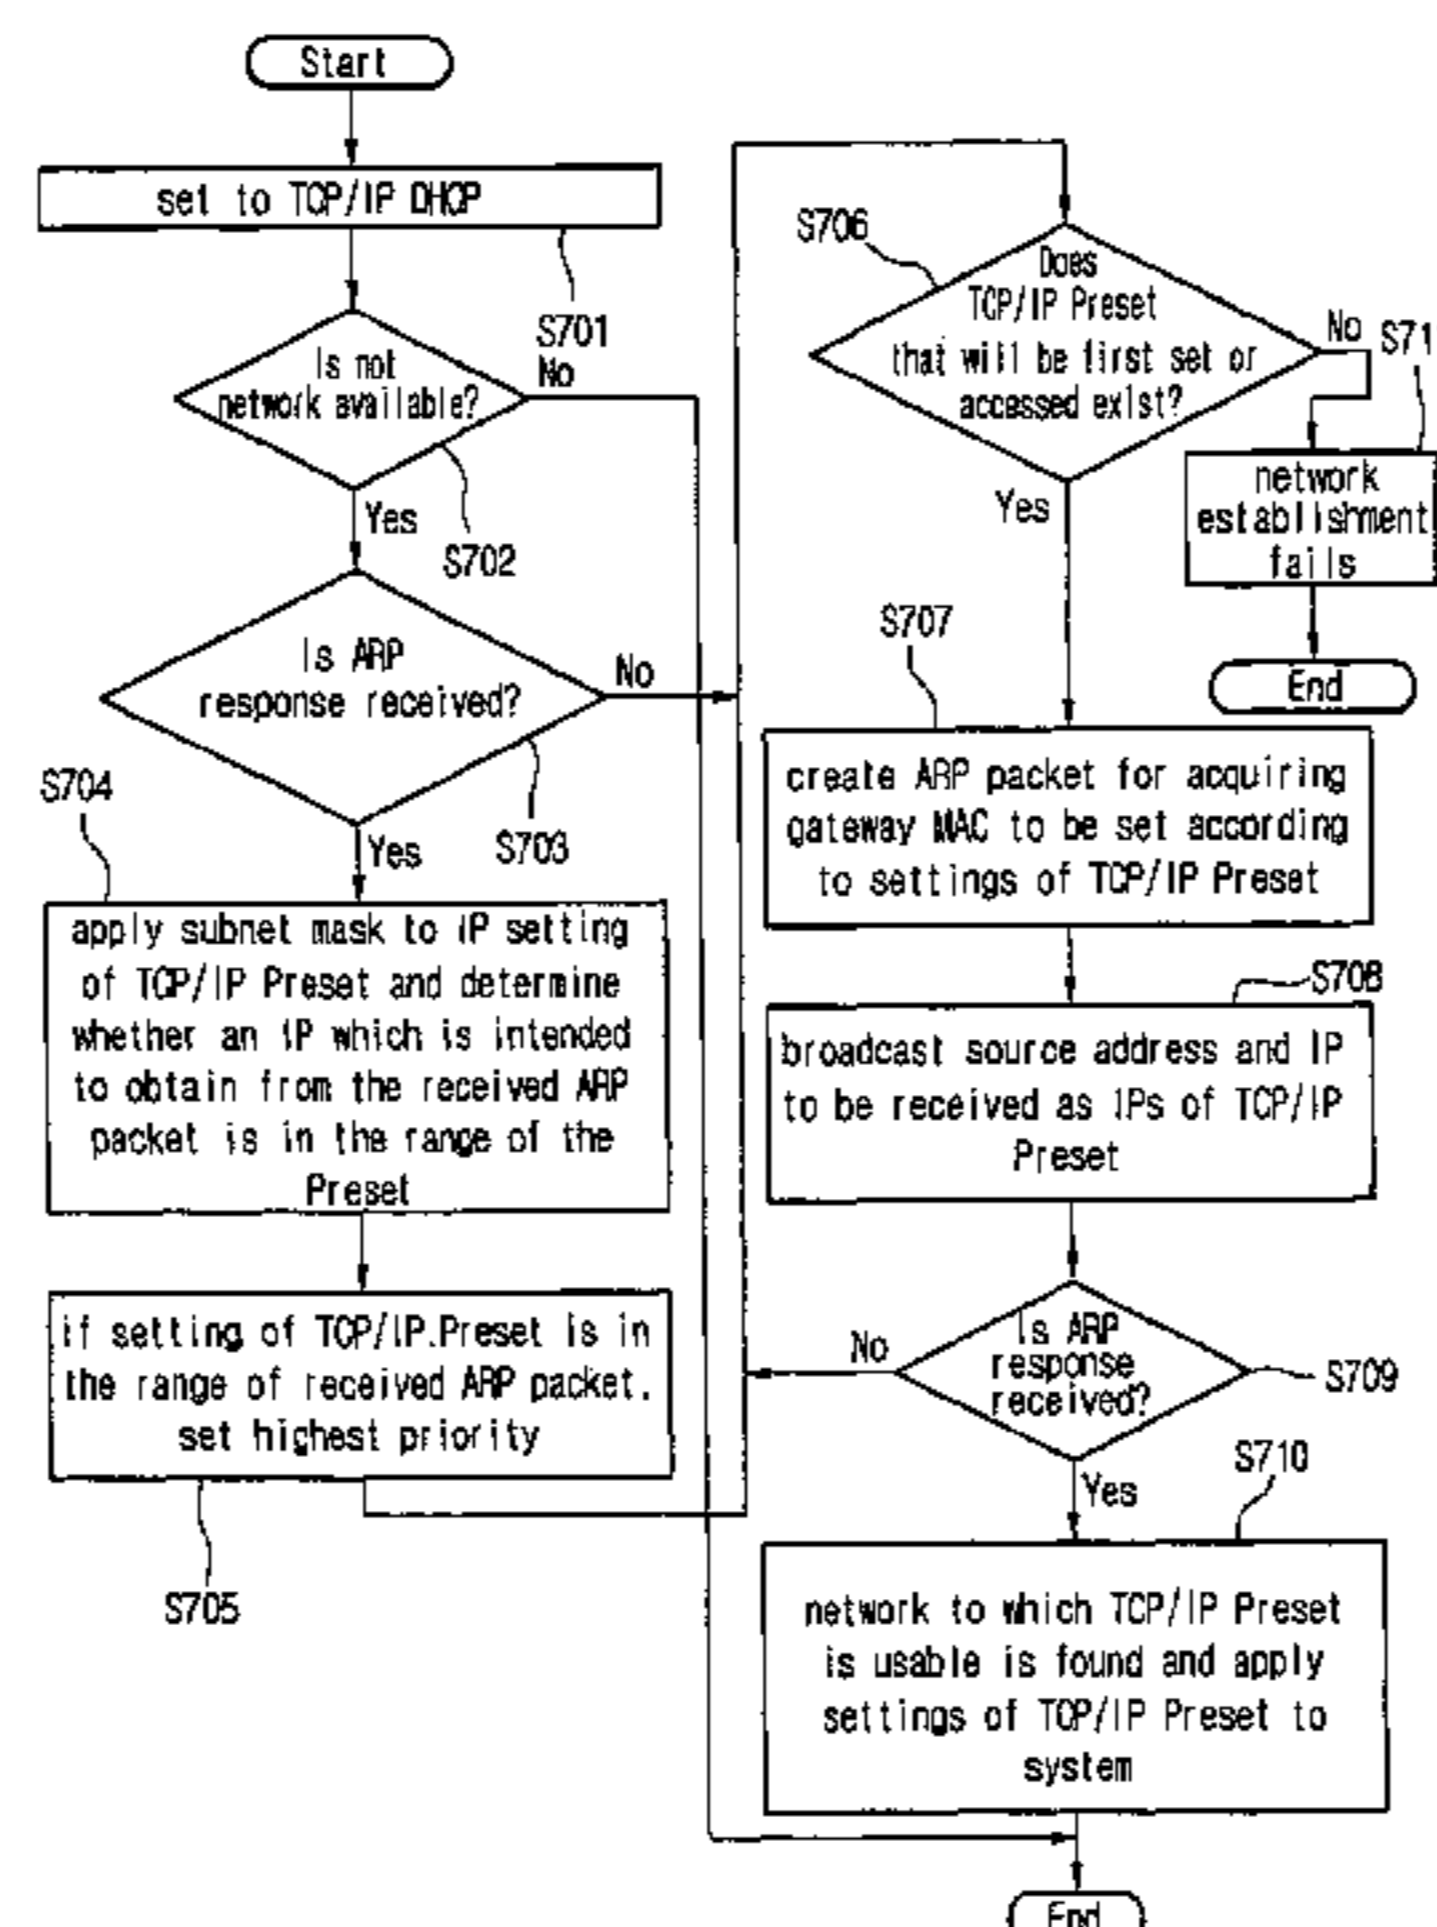 Start
set to TCP/IP DHCP
S701
Is not
network available?
No
Yes
S702
Is ARP
response received?
No
Yes
S703
S704
apply subnet mask to IP setting
of TCP/IP Preset and determine
whether an IP which is intended
to obtain from the received ARP
packet is in the range of the
Preset
if setting of TCP/IP.Preset is in
the range of received ARP packet.
set highest priority
S705
S706
Does
TCP/IP Preset
that will be first set or
accessed exist?
No
S71
Yes
network
establishment
fails
End
S707
create ARP packet for acquiring
gateway MAC to be set according
to settings of TCP/IP Preset
S708
broadcast source address and IP
to be received as IPs of TCP/IP
Preset
Is ARP
response
received?
No
S709
Yes
S710
network to which TCP/IP Preset
is usable is found and apply
settings of TCP/IP Preset to
system
End